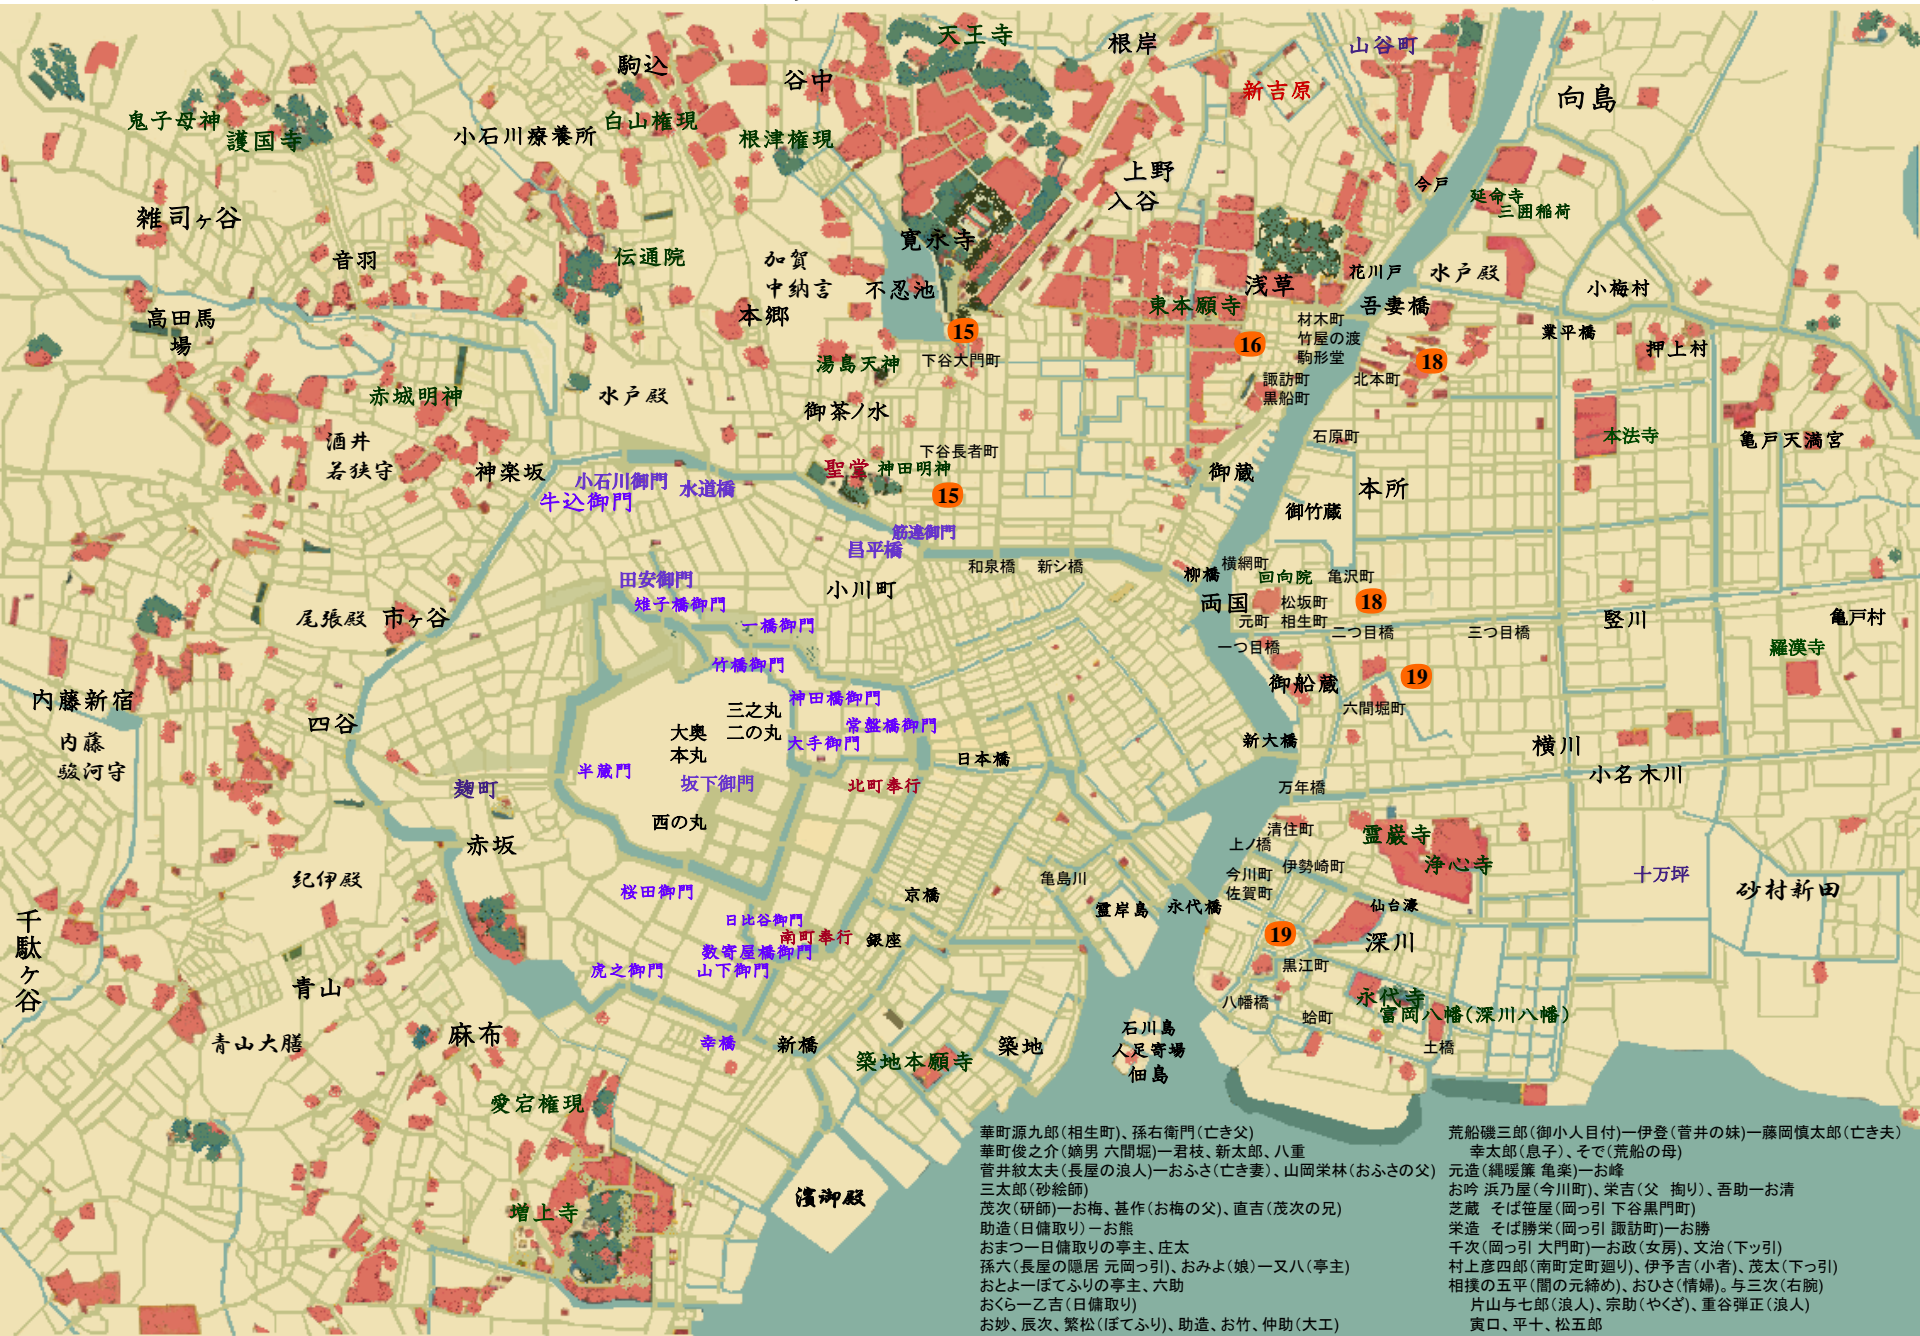 天王寺
根岸
山谷町
駒込
谷中
新吉原
向島
鬼子母神
護国寺
小石川療養所
白山権現
根津権現
上野
入谷
今戸
延命寺
三囲稲荷
雑司ヶ谷
音羽
伝通院
加賀
中納言
本郷
寛永寺
不忍池
浅草
東本願寺
花川戸
水戸殿
吾妻橋
小梅村
業平橋
押上村
高田馬
場
15
下谷大門町
湯島天神
16
材木町
竹屋の渡
駒形堂
18
諏訪町
黒船町
北本町
赤城明神
水戸殿
御茶ノ水
酒井
若狭守
神楽坂
下谷長者町
石原町
本法寺
亀戸天満宮
聖堂
神田明神
15
御蔵
本所
御竹蔵
小石川御門
牛込御門
水道橋
筋違御門
昌平橋
和泉橋
新シ橋
柳橋
横網町
回向院
亀沢町
田安御門
雉子橋御門
一橋御門
小川町
両国
松坂町
元町
相生町
18
二つ目橋
三つ目橋
竪川
亀戸村
羅漢寺
尾張殿
市ヶ谷
竹橋御門
一つ目橋
御船蔵
19
六間堀町
内藤新宿
内藤
駿河守
四谷
神田橋御門
三之丸
二の丸
常盤橋御門
大手御門
大奥
本丸
日本橋
新大橋
横川
小名木川
半蔵門
坂下御門
北町奉行
麹町
西の丸
万年橋
清住町
上ノ橋
霊巌寺
浄心寺
赤坂
伊勢崎町
今川町
佐賀町
十万坪
砂村新田
紀伊殿
桜田御門
京橋
亀島川
霊岸島
永代橋
仙台濠
千駄ヶ谷
日比谷御門
南町奉行
銀座
数寄屋橋御門
虎之御門
山下御門
19
深川
黒江町
青山
八幡橋
永代寺
富岡八幡(深川八幡)
蛤町
土橋
青山大膳
麻布
幸橋
新橋
築地本願寺
築地
石川島
人足寄場
佃島
愛宕権現
増上寺
濱御殿
華町源九郎(相生町)、孫右衛門(亡き父)
華町俊之介(嫡男 六間堀)ー君枝、新太郎、八重
菅井紋太夫(長屋の浪人)ーおふさ(亡き妻)、山岡栄林(おふさの父)
三太郎(砂絵師)
茂次(研師)ーお梅、甚作(お梅の父)、直吉(茂次の兄)
助造(日傭取り)－お熊
おまつー日傭取りの亭主、庄太
孫六(長屋の隠居 元岡っ引)、おみよ(娘)ー又八(亭主)
おとよーぼてふりの亭主、六助
おくらー乙吉(日傭取り)
お妙、辰次、繁松(ぼてふり)、助造、お竹、仲助(大工)
荒船磯三郎(御小人目付)ー伊登(菅井の妹)ー藤岡慎太郎(亡き夫)
幸太郎(息子)、そで(荒船の母)
元造(縄暖簾 亀楽)ーお峰
お吟 浜乃屋(今川町)、栄吉(父 掏り)、吾助ーお清
芝蔵 そば笹屋(岡っ引 下谷黒門町)
栄造 そば勝栄(岡っ引 諏訪町)ーお勝
千次(岡っ引 大門町)ーお政(女房)、文治(下ッ引)
村上彦四郎(南町定町廻り)、伊予吉(小者)、茂太(下っ引)
相撲の五平(闇の元締め)、おひさ(情婦)。与三次(右腕)
片山与七郎(浪人)、宗助(やくざ)、重谷弾正(浪人)
寅口、平十、松五郎